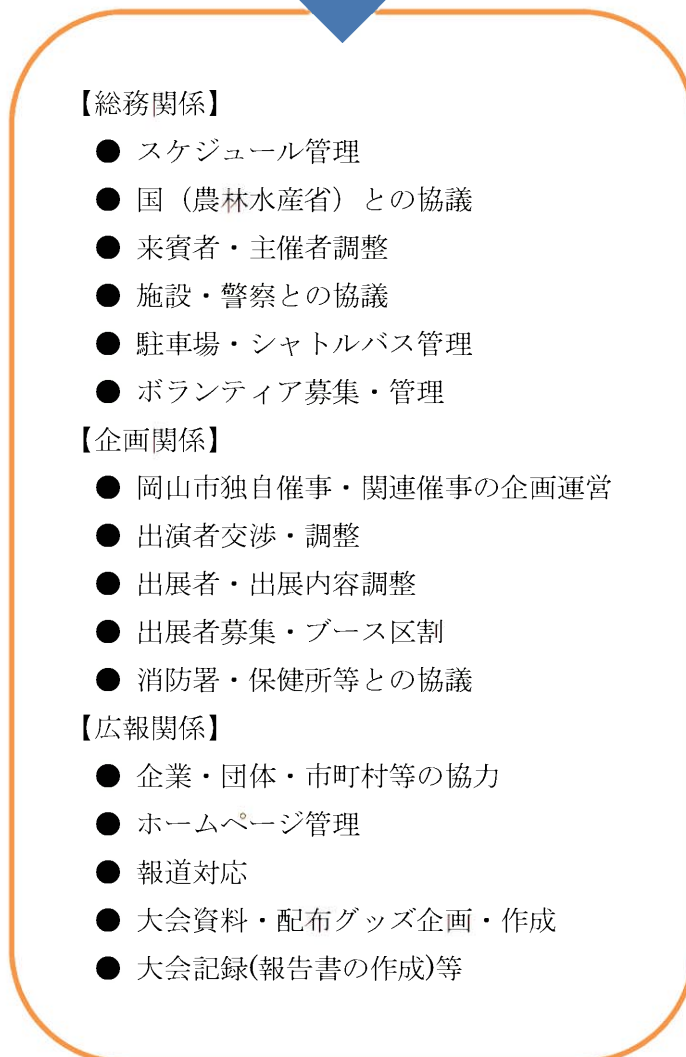 【総務関係】
● スケジュール管理
● 国（農林水産省）との協議
● 来賓者・主催者調整
● 施設・警察との協議
● 駐車場・シャトルバス管理
● ボランティア募集・管理
【企画関係】
● 岡山市独自催事・関連催事の企画運営
● 出演者交渉・調整
● 出展者・出展内容調整
● 出展者募集・ブース区割
● 消防署・保健所等との協議
【広報関係】
● 企業・団体・市町村等の協力
● ホームページ管理
● 報道対応
● 大会資料・配布グッズ企画・作成
● 大会記録(報告書の作成)等